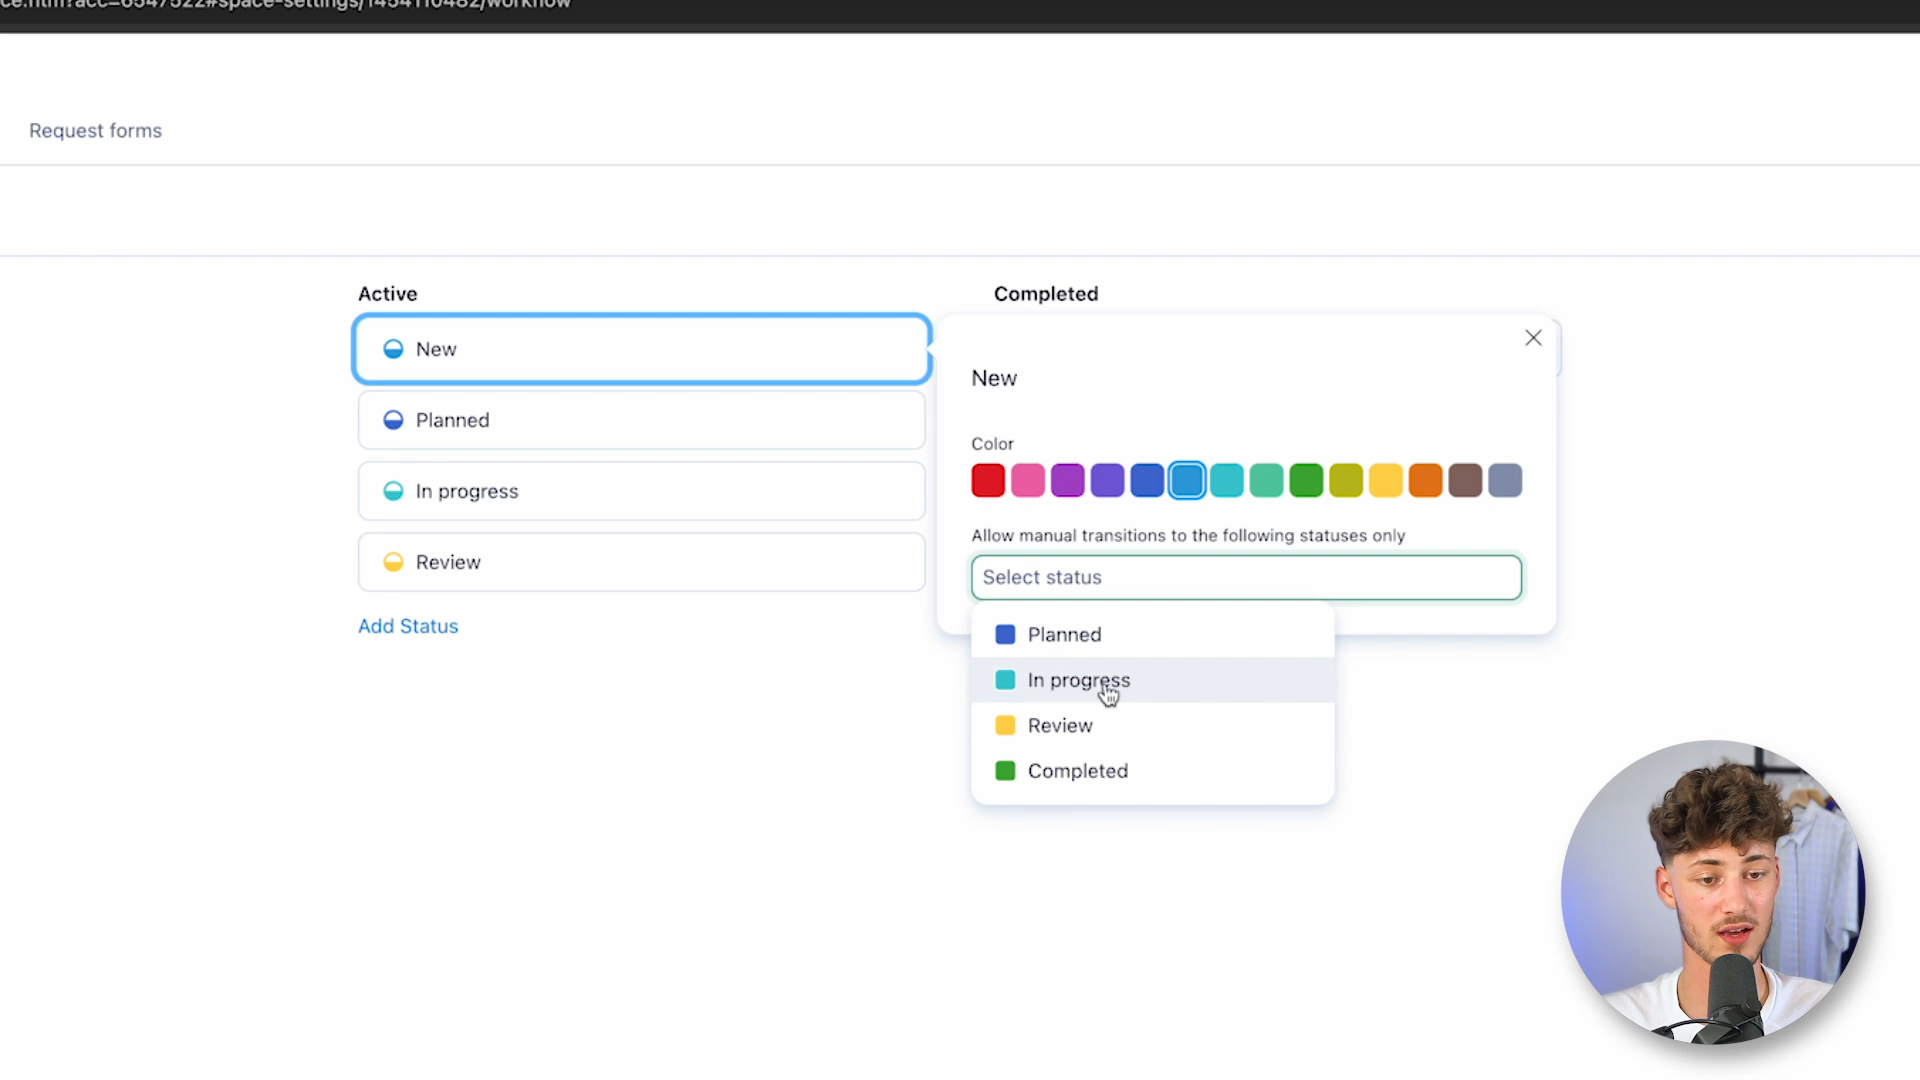 Request forms
Active
Completed
New
Planned
In progress
Review
Add Status
New
Color
Allow manual transitions to the following statuses only
Select status
Planned
In progress
Review
Completed